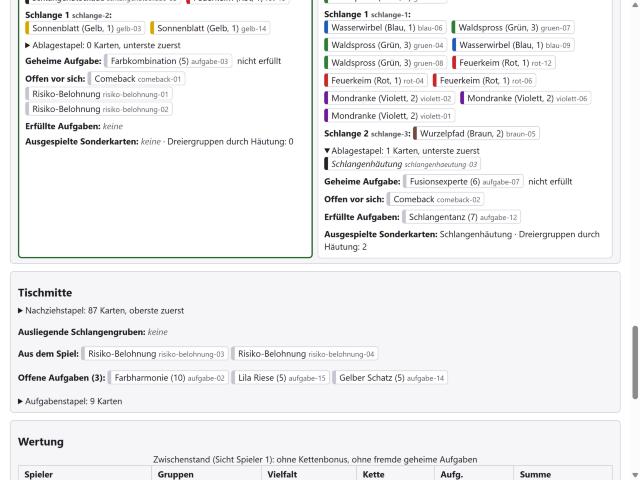 Schlange 1 schlange-2:
Sonnenblatt (Gelb, 1) gelb-03 Sonnenblatt (Gelb, 1) gelb-14
▶ Ablagestapel: 0 Karten, unterste zuerst
Geheime Aufgabe: Farbkombination (5) aufgabe-03 nicht erfüllt
Offen vor sich: Comeback comeback-01
Risiko-Belohnung risiko-belohnung-01
Risiko-Belohnung risiko-belohnung-02
Erfüllte Aufgaben: keine
Ausgespielte Sonderkarten: keine · Dreiergruppen durch Häutung: 0
Schlange 1 schlange-1:
Wasserwirbel (Blau, 1) blau-06 Waldspross (Grün, 3) gruen-07
Waldspross (Grün, 3) gruen-04 Wasserwirbel (Blau, 1) blau-09
Waldspross (Grün, 3) gruen-08 Feuerkeim (Rot, 1) rot-12
Feuerkeim (Rot, 1) rot-04 Feuerkeim (Rot, 1) rot-06
Mondranke (Violett, 2) violett-02 Mondranke (Violett, 2) violett-06
Mondranke (Violett, 2) violett-01
Schlange 2 schlange-3: Wurzelpfad (Braun, 2) braun-05
▼ Ablagestapel: 1 Karten, unterste zuerst
Schlangenhäutung schlangenhaeutung-03
Geheime Aufgabe: Fusionsexperte (6) aufgabe-07 nicht erfüllt
Offen vor sich: Comeback comeback-02
Erfüllte Aufgaben: Schlangentanz (7) aufgabe-12
Ausgespielte Sonderkarten: Schlangenhäutung · Dreiergruppen durch
Häutung: 2
Tischmitte
▶ Nachziehstapel: 87 Karten, oberste zuerst
Ausliegende Schlangengruben: keine
Aus dem Spiel: Risiko-Belohnung risiko-belohnung-03 Risiko-Belohnung risiko-belohnung-04
Offene Aufgaben (3): Farbharmonie (10) aufgabe-02 Lila Riese (5) aufgabe-15 Gelber Schatz (5) aufgabe-14
▶ Aufgabenstapel: 9 Karten
Wertung
Zwischenstand (Sicht Spieler 1): ohne Kettenbonus, ohne fremde geheime Aufgaben
Spieler Gruppen Vielfalt Kette Aufg. Summe